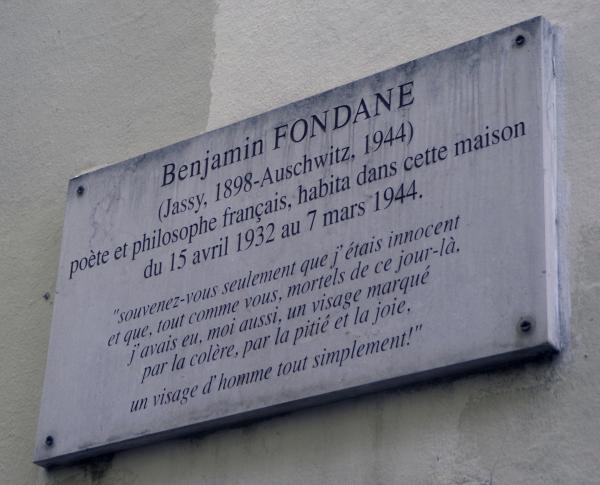 Benjamin FONDANE
(Jassy, 1898-Auschwitz, 1944)
poète et philosophe français, habita dans cette maison
du 15 avril 1932 au 7 mars 1944.
"souvenez-vous seulement que j'étais innocent
et que, tout comme vous, mortels de ce jour-là,
j'avais eu, moi aussi, un visage marqué
par la colère, par la pitié et la joie,
un visage d'homme tout simplement!"